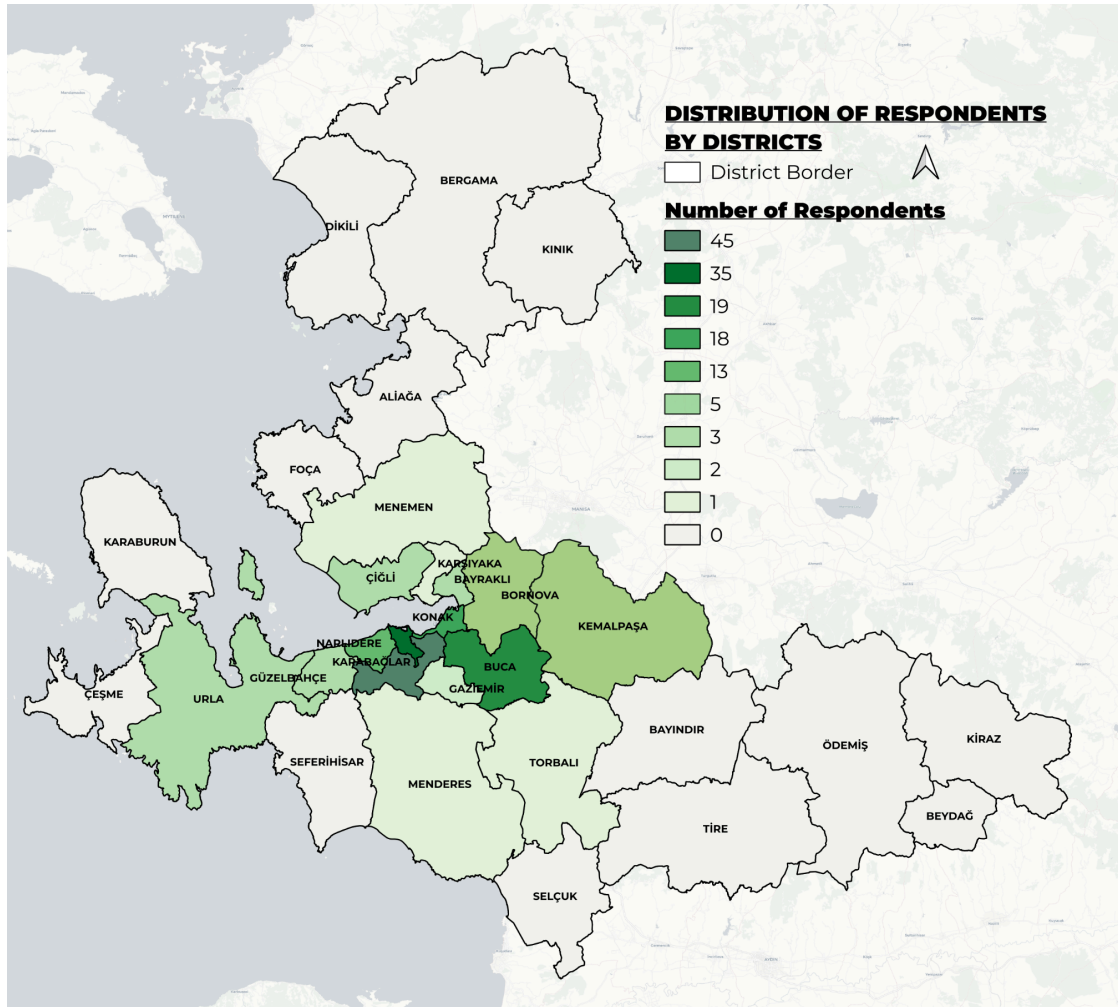 DISTRIBUTION OF RESPONDENTS
BY DISTRICTS
District Border
Number of Respondents
45
35
19
18
13
5
3
2
1
0
BERGAMA
DİKİLİ
KINIK
ALİAĞA
FOÇA
MENEMEN
KARABURUN
KARŞIYAKA
ÇİĞLİ
BAYRAKLI
BORNOVA
KONAK
KEMALPAŞA
NARLIDERE
KARABAĞLAR
BUCA
GÜZELBAHÇE
GAZİEMİR
ÇEŞME
URLA
BAYINDIR
ÖDEMİŞ
KİRAZ
SEFERİHİSAR
TORBALI
MENDERES
BEYDAĞ
TİRE
SELÇUK
MANISA
AYDIN